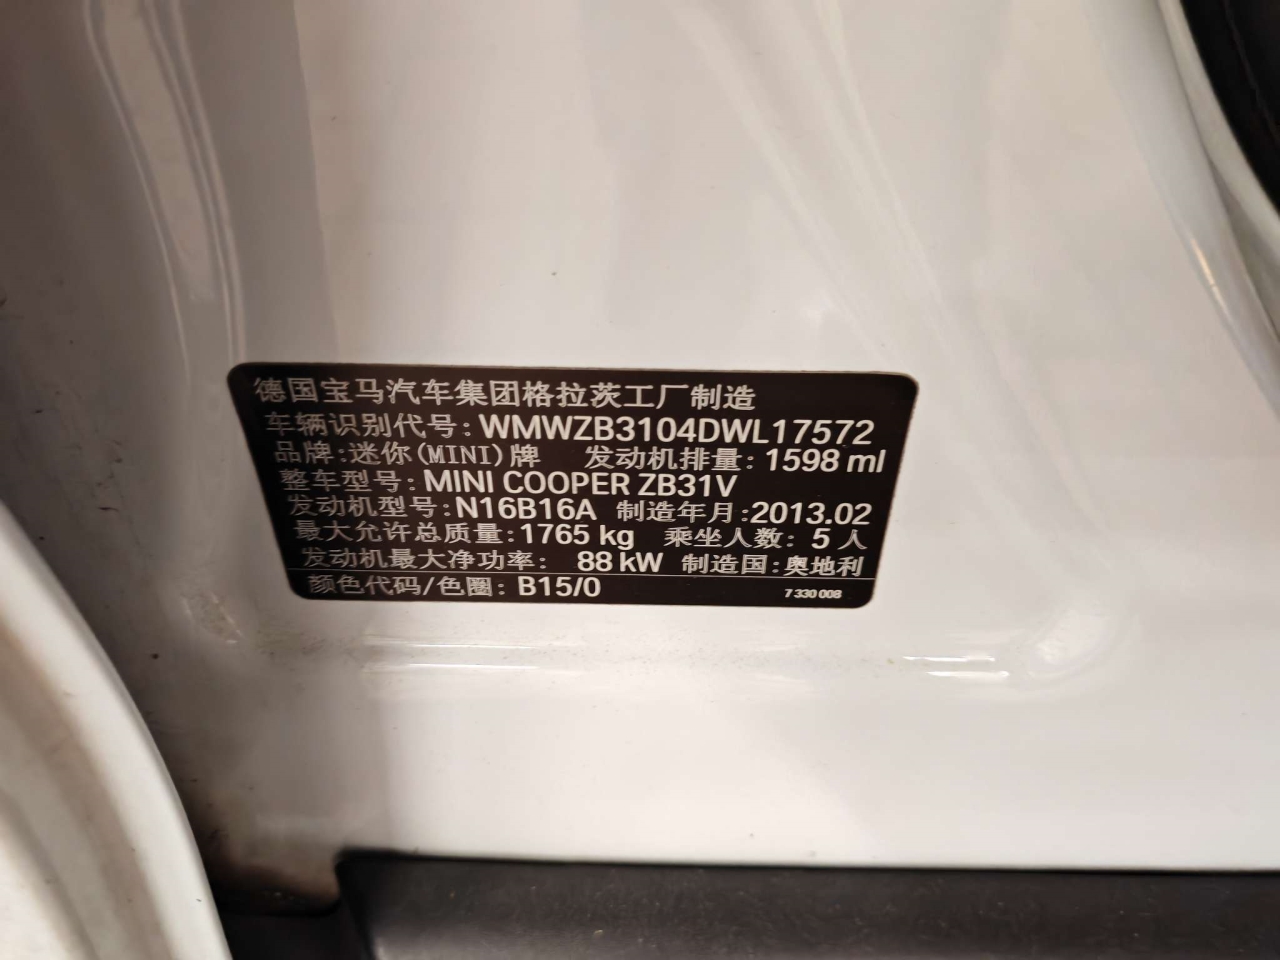 德国宝马汽车集团格拉茨工厂制造
车辆识别代号: WMWZB3104DWL17572
品牌:迷你(MINI)牌 发动机排量: 1598 ml
整车型号: MINI COOPER ZB31V
发动机型号: N16B16A 制造年月:2013.02
最大允许总质量:1765 kg 乘坐人数: 5 人
发动机最大净功率: 88 kW 制造国:奥地利
颜色代码/色圈: B15/0 7 330 008